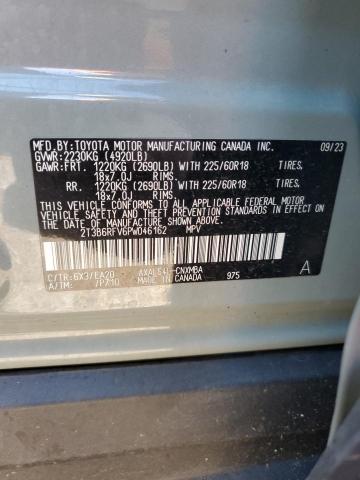 MFD.BY:TOYOTA MOTOR MANUFACTURING CANADA INC. 09/23
GVWR:2230KG (4920LB)
GAWR:FRT. 1220KG (2690LB) WITH 225/60R18 TIRES,
18x7.0J RIMS,
RR. 1220KG (2690LB) WITH 225/60R18 TIRES,
18x7.0J RIMS,
THIS VEHICLE CONFORMS TO ALL APPLICABLE FEDERAL MOTOR
VEHICLE SAFETY STANDARDS IN EFFECT ON THE
DATE OF MANUFACTURE SHOWN ABOVE.
2T3B6RFV6PW046162 MPV
C/TR:6X3/EA20 AXAL54L-CNXMBA
A/TM: /P710 MADE IN CANADA 975 A